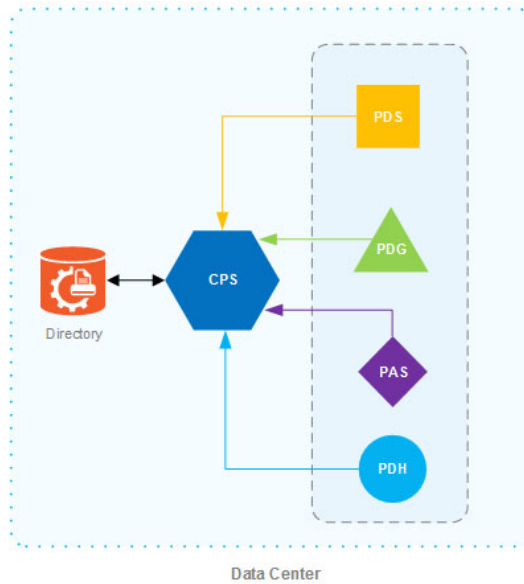 PDS
PDG
CPS
Directory
PAS
PDH
Data Center